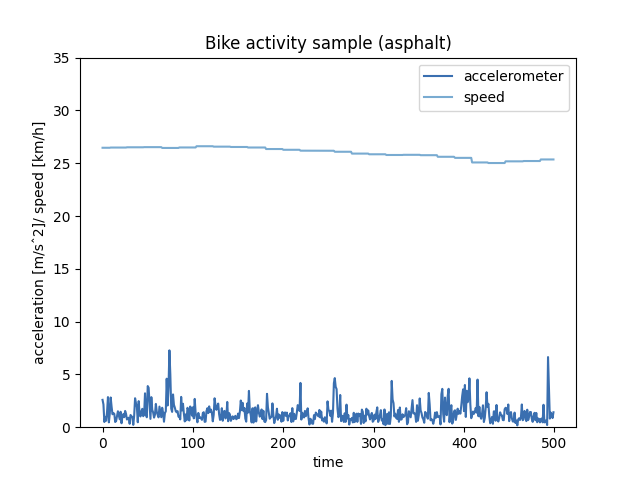 Bike activity sample (asphalt)
accelerometer
speed
35
30
25
20
15
10
5
0
acceleration [m/sˆ2]/ speed [km/h]
0 100 200 300 400 500
time